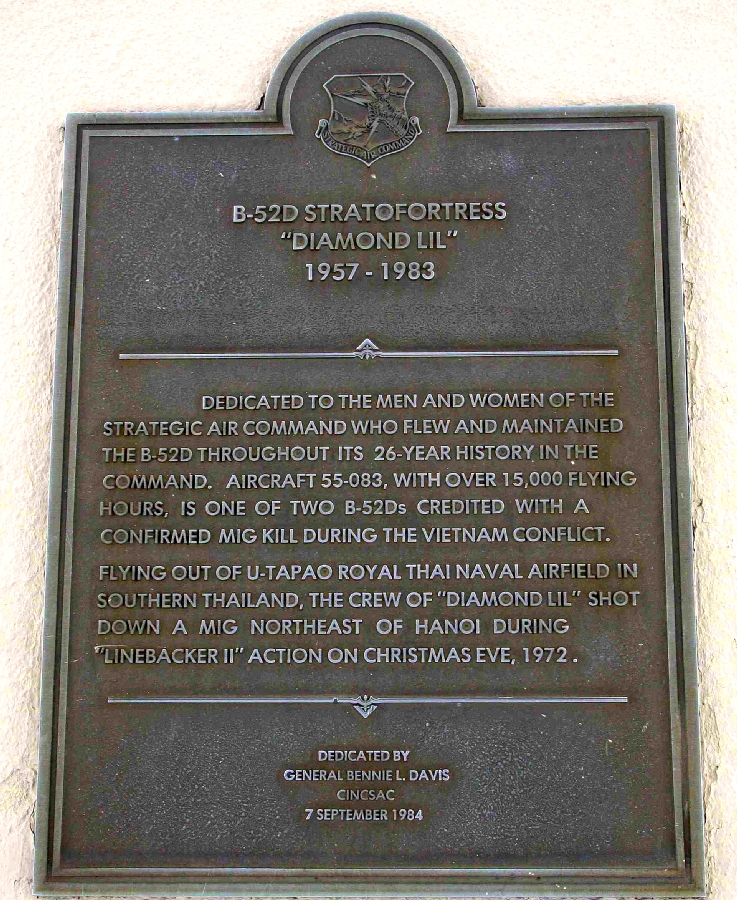 STRATEGIC AIR COMMAND
B-52D STRATOFORTRESS
"DIAMOND LIL"
1957 - 1983
DEDICATED TO THE MEN AND WOMEN OF THE
STRATEGIC AIR COMMAND WHO FLEW AND MAINTAINED
THE B-52D THROUGHOUT ITS 26-YEAR HISTORY IN THE
COMMAND. AIRCRAFT 55-083, WITH OVER 15,000 FLYING
HOURS, IS ONE OF TWO B-52Ds CREDITED WITH A
CONFIRMED MIG KILL DURING THE VIETNAM CONFLICT.
FLYING OUT OF U-TAPAO ROYAL THAI NAVAL AIRFIELD IN
SOUTHERN THAILAND, THE CREW OF "DIAMOND LIL" SHOT
DOWN A MIG NORTHEAST OF HANOI DURING
"LINEBACKER II" ACTION ON CHRISTMAS EVE, 1972.
DEDICATED BY
GENERAL BENNIE L. DAVIS
CINCSAC
7 SEPTEMBER 1984